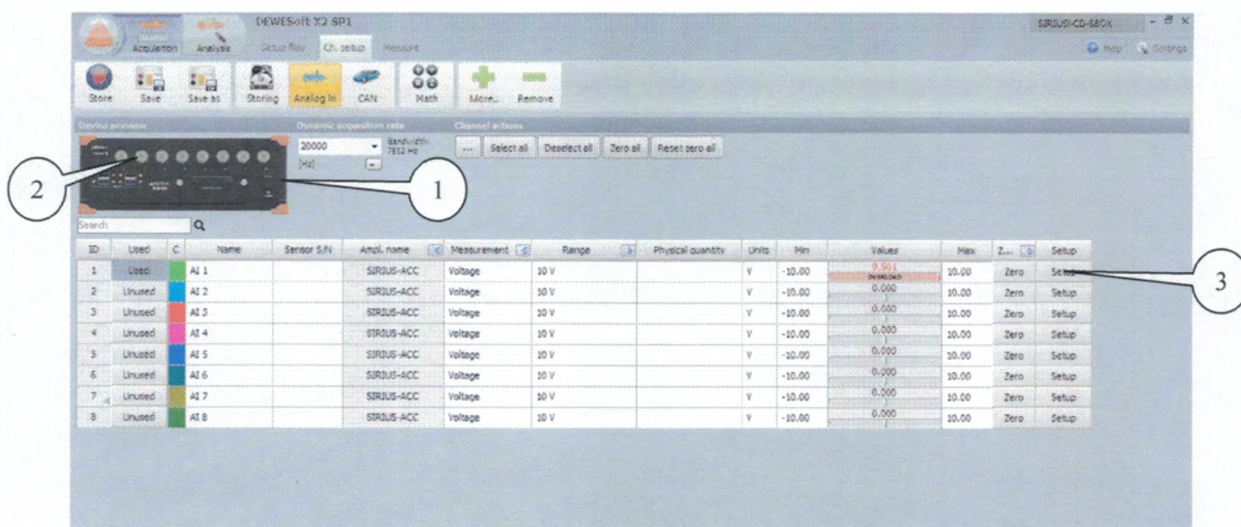 DEWESoft X2 SP1
SIRIUSi-CD-SBOX
Acquisition Analysis Setup files Ch. setup Measure
Help Settings
Store Save Save as Storing Analog in CAN Math More... Remove
Device preview Dynamic acquisition rate Channel actions
20000 Bandwidth: 7812 Hz
[Hz]
... Select all Deselect all Zero all Reset zero all
2
1
Search
ID Used C Name Sensor S/N Ampl. name Measurement Range Physical quantity Units Min Values Max Z... Setup
1 Used AI 1 SIRIUS-ACC Voltage 10 V V -10.00 OVERLOAD 10.00 Zero Setup
3
2 Unused AI 2 SIRIUS-ACC Voltage 10 V V -10.00 0.000 10.00 Zero Setup
3 Unused AI 3 SIRIUS-ACC Voltage 10 V V -10.00 0.000 10.00 Zero Setup
4 Unused AI 4 SIRIUS-ACC Voltage 10 V V -10.00 0.000 10.00 Zero Setup
5 Unused AI 5 SIRIUS-ACC Voltage 10 V V -10.00 0.000 10.00 Zero Setup
6 Unused AI 6 SIRIUS-ACC Voltage 10 V V -10.00 0.000 10.00 Zero Setup
7 Unused AI 7 SIRIUS-ACC Voltage 10 V V -10.00 0.000 10.00 Zero Setup
8 Unused AI 8 SIRIUS-ACC Voltage 10 V V -10.00 0.000 10.00 Zero Setup